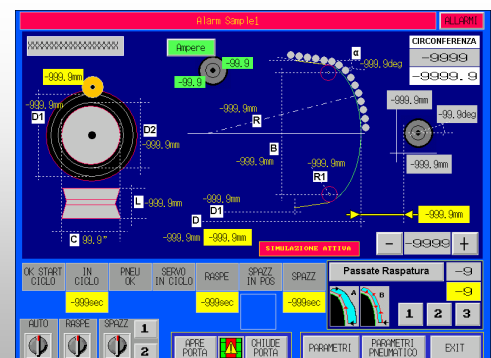 Alarm Sample1
ALLARMI
XXXXXXXXXXXXXXXXXXXX
Ampere
-99.9
-99.9
α
-999.9deg
CIRCONFERENZA
-9999
-9999.9
-999.9mm
-999.9mm
D1
D2
-999.9mm
-999.9mm
R
B
-999.9mm
-999.9mm
R1
-999.9mm
-99.9deg
-999.9mm
L
-999.9mm
-999.9mm
D1
D
C
99.9"
-999.9mm
-999.9mm
-999.9mm
SIMULAZIONE ATTIVA
-
-9999
+
OK START CICLO
IN CICLO
PNEU OK
SERVO IN CICLO
RASPE
SPAZZ IN POS
SPAZZ
-999sec
-999sec
-999sec
Passate Raspatura
-9
-9
A
B
1
2
3
AUTO
RASPE
SPAZZ
1
2
APRE PORTA
CHIUDE PORTA
PARAMETRI
PARAMETRI PNEUMATICO
EXIT